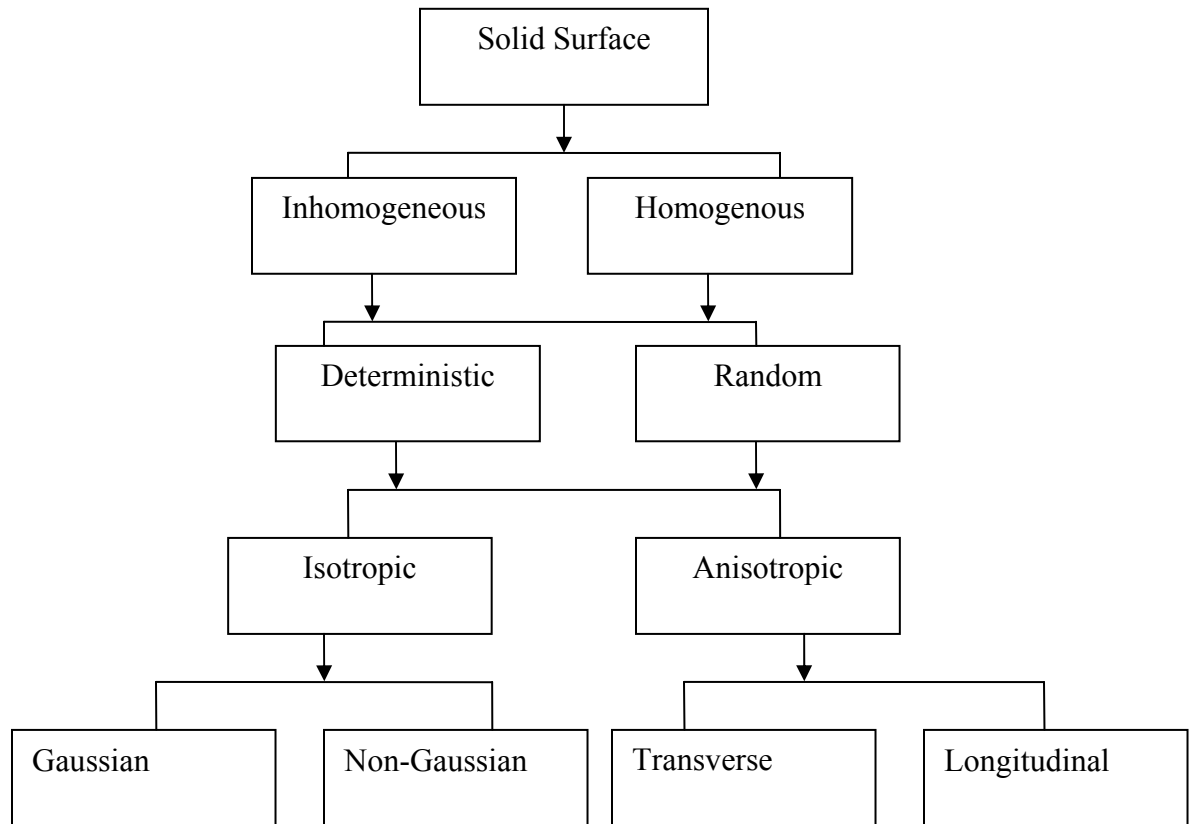 Solid Surface
Inhomogeneous
Homogenous
Deterministic
Random
Isotropic
Anisotropic
Gaussian
Non-Gaussian
Transverse
Longitudinal